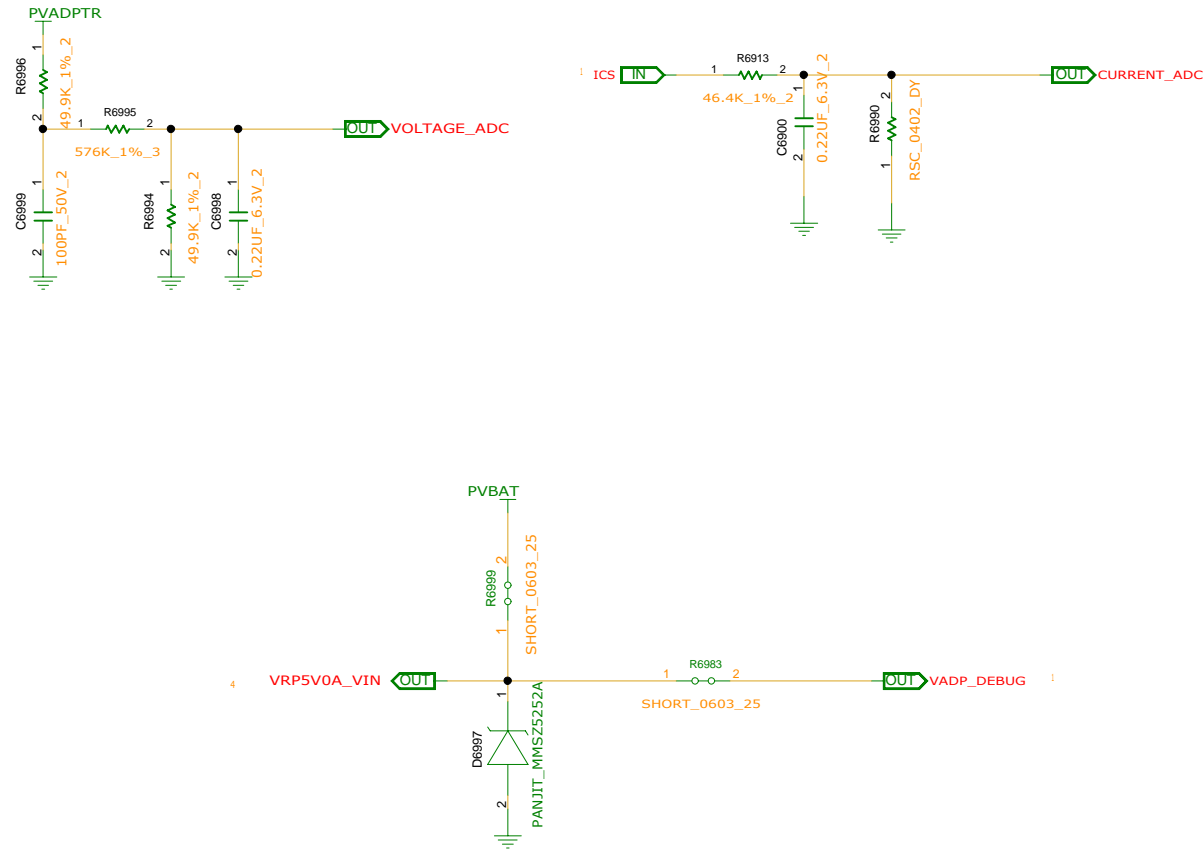 PVADPTR
1
R6996
49.9K_1%_2
2
R6995
1
2
576K_1%_3
OUT
VOLTAGE_ADC
1
C6999
100PF_50V_2
2
1
R6994
49.9K_1%_2
2
1
C6998
0.22UF_6.3V_2
2
1
ICS
IN
R6913
1
2
46.4K_1%_2
1
C6900
0.22UF_6.3V_2
2
2
R6990
RSC_0402_DY
1
OUT
CURRENT_ADC
PVBAT
2
R6999
SHORT_0603_25
1
4
VRP5V0A_VIN
OUT
1
R6983
2
SHORT_0603_25
OUT
VADP_DEBUG
1
1
D6997
PANJIT_MMSZ5252A
2